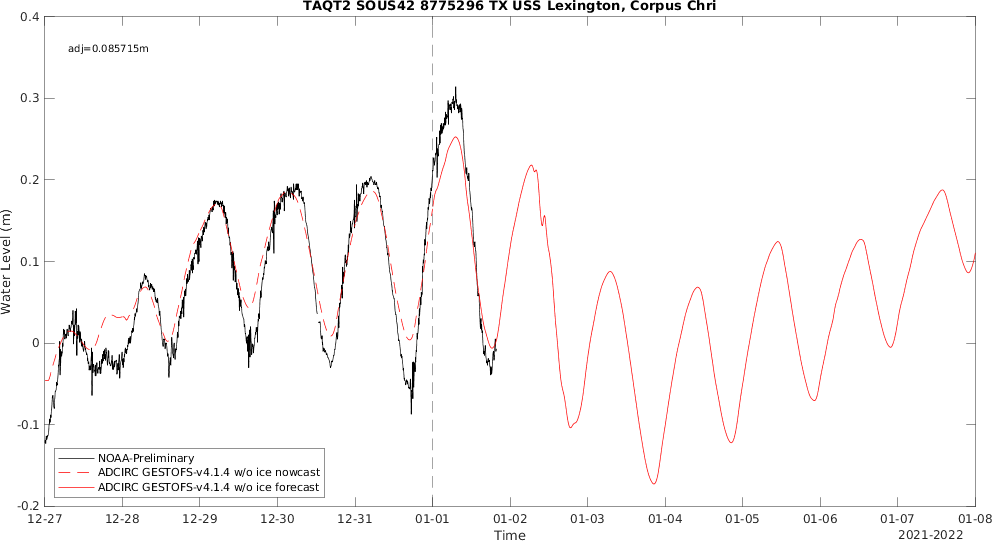 TAQT2 SOUS42 8775296 TX USS Lexington, Corpus Chri
adj=0.085715m
0.4
0.3
0.2
0.1
0
-0.1
-0.2
Water Level (m)
NOAA-Preliminary
ADCIRC GESTOFS-v4.1.4 w/o ice nowcast
ADCIRC GESTOFS-v4.1.4 w/o ice forecast
12-27 12-28 12-29 12-30 12-31 01-01 01-02 01-03 01-04 01-05 01-06 01-07 01-08
Time
2021-2022